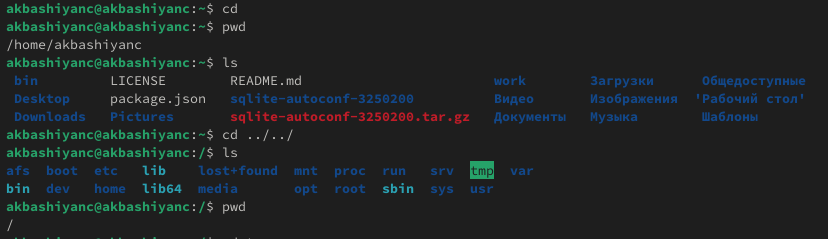 akbashiyanc@akbashiyanc:~$ cd
akbashiyanc@akbashiyanc:~$ pwd
/home/akbashiyanc
akbashiyanc@akbashiyanc:~$ ls
bin LICENSE README.md work Загрузки Общедоступные
Desktop package.json sqlite-autoconf-3250200 Видео Изображения 'Рабочий стол'
Downloads Pictures sqlite-autoconf-3250200.tar.gz Документы Музыка Шаблоны
akbashiyanc@akbashiyanc:~$ cd ../../
akbashiyanc@akbashiyanc:/$ ls
afs boot etc lib lost+found mnt proc run srv tmp var
bin dev home lib64 media opt root sbin sys usr
akbashiyanc@akbashiyanc:/$ pwd
/